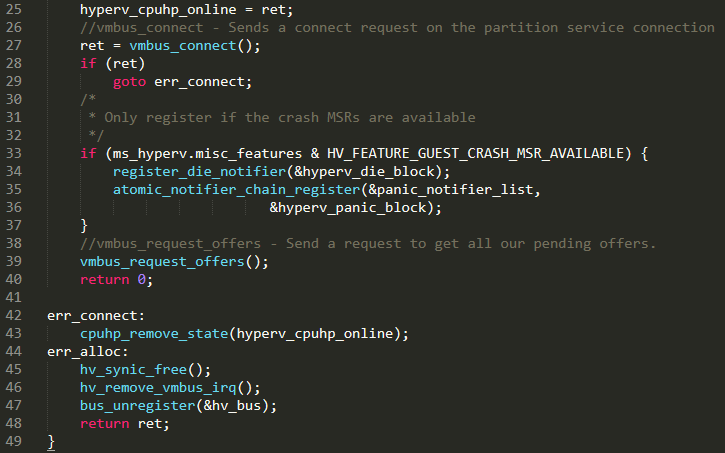 25 hyperv_cpuhp_online = ret;
26 //vmbus_connect - Sends a connect request on the partition service connection
27 ret = vmbus_connect();
28 if (ret)
29 goto err_connect;
30 /*
31 * Only register if the crash MSRs are available
32 */
33 if (ms_hyperv.misc_features & HV_FEATURE_GUEST_CRASH_MSR_AVAILABLE) {
34 register_die_notifier(&hyperv_die_block);
35 atomic_notifier_chain_register(&panic_notifier_list,
36 &hyperv_panic_block);
37 }
38 //vmbus_request_offers - Send a request to get all our pending offers.
39 vmbus_request_offers();
40 return 0;
41
42 err_connect:
43 cpuhp_remove_state(hyperv_cpuhp_online);
44 err_alloc:
45 hv_synic_free();
46 hv_remove_vmbus_irq();
47 bus_unregister(&hv_bus);
48 return ret;
49 }